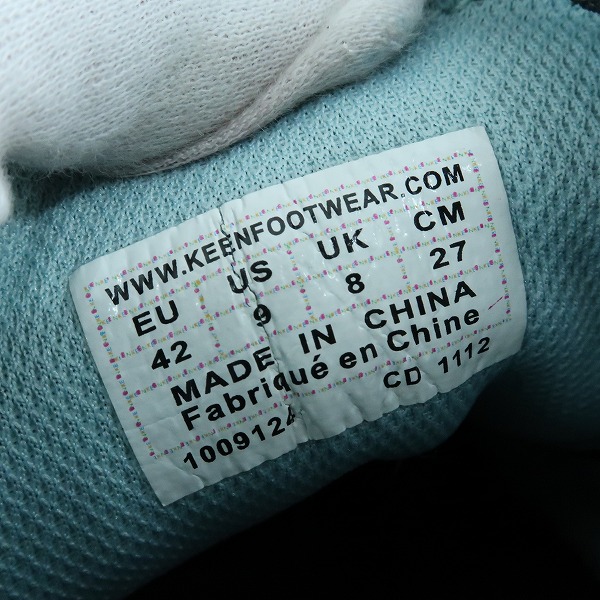 WWW.KEENFOOTWEAR.COM
EU US UK CM
42 9 8 27
MADE IN CHINA
Fabriqué en Chine
1009124 CD 1112